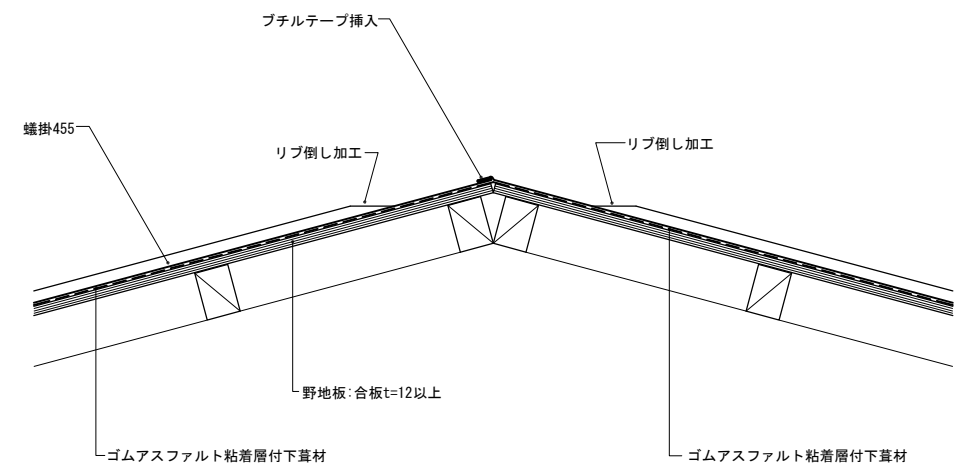 ブチルテープ挿入
蟻掛455
リブ倒し加工
リブ倒し加工
野地板:合板t=12以上
ゴムアスファルト粘着層付下葺材
ゴムアスファルト粘着層付下葺材